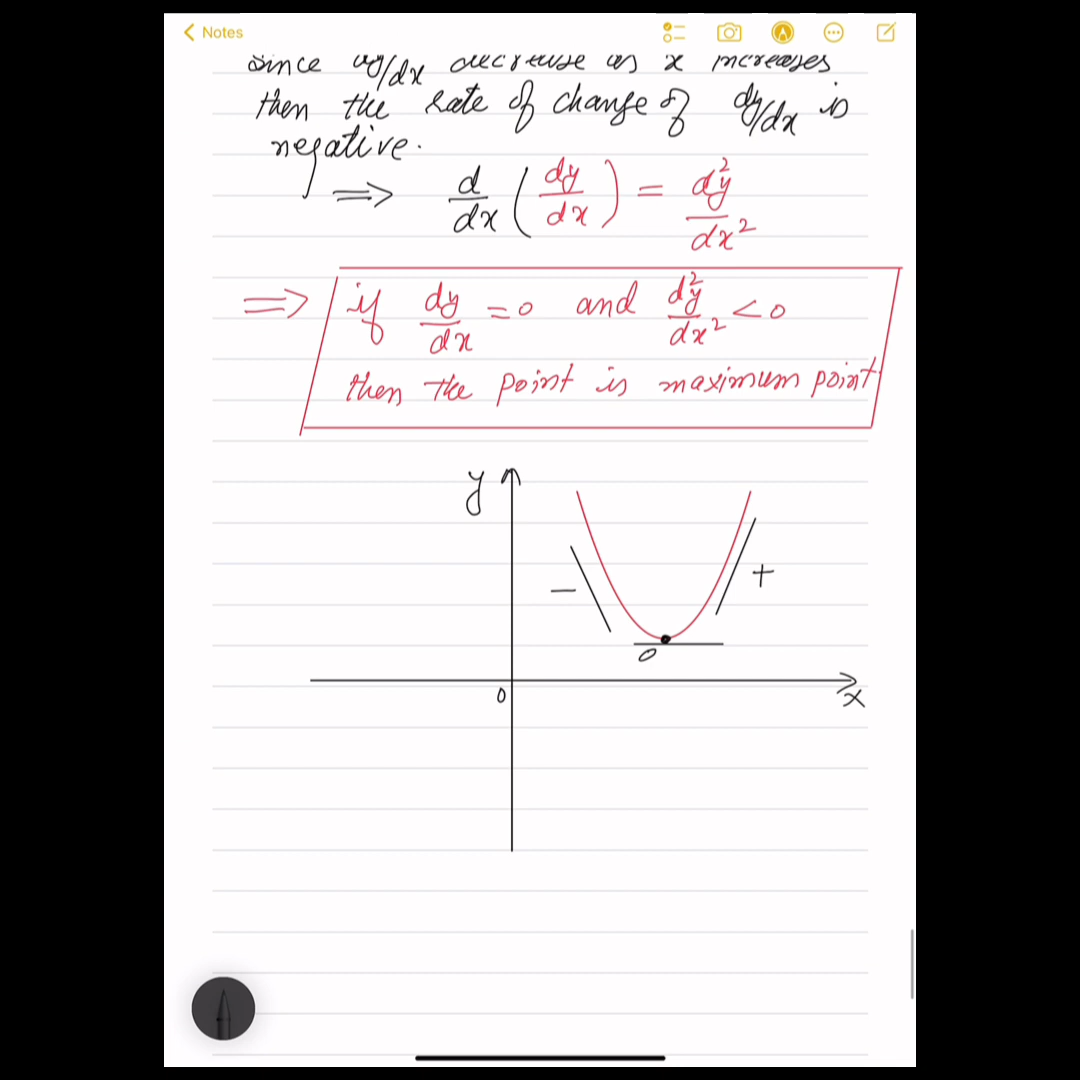 Notes
since dy/dx decrease as x increases
then the rate of change of dy/dx is
negative.
⟹ d/dx (dy/dx) = d²y/dx²
⟹ if dy/dx = 0 and d²y/dx² < 0
then the point is maximum point.
y
− +
0
0 x